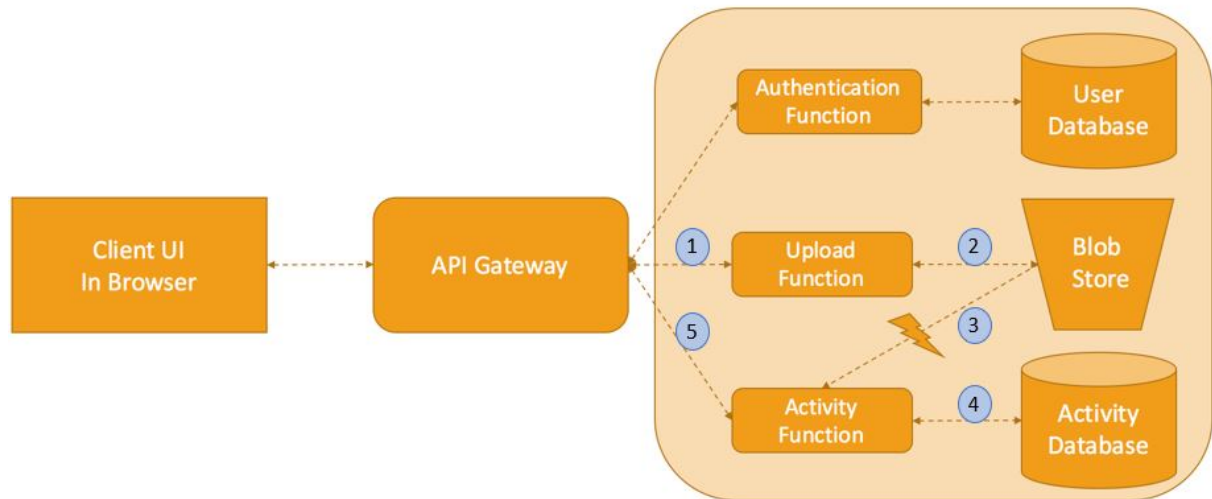 Authentication
Function
User
Database
Client UI
In Browser
API Gateway
1
Upload
Function
2
Blob
Store
5
3
Activity
Function
4
Activity
Database